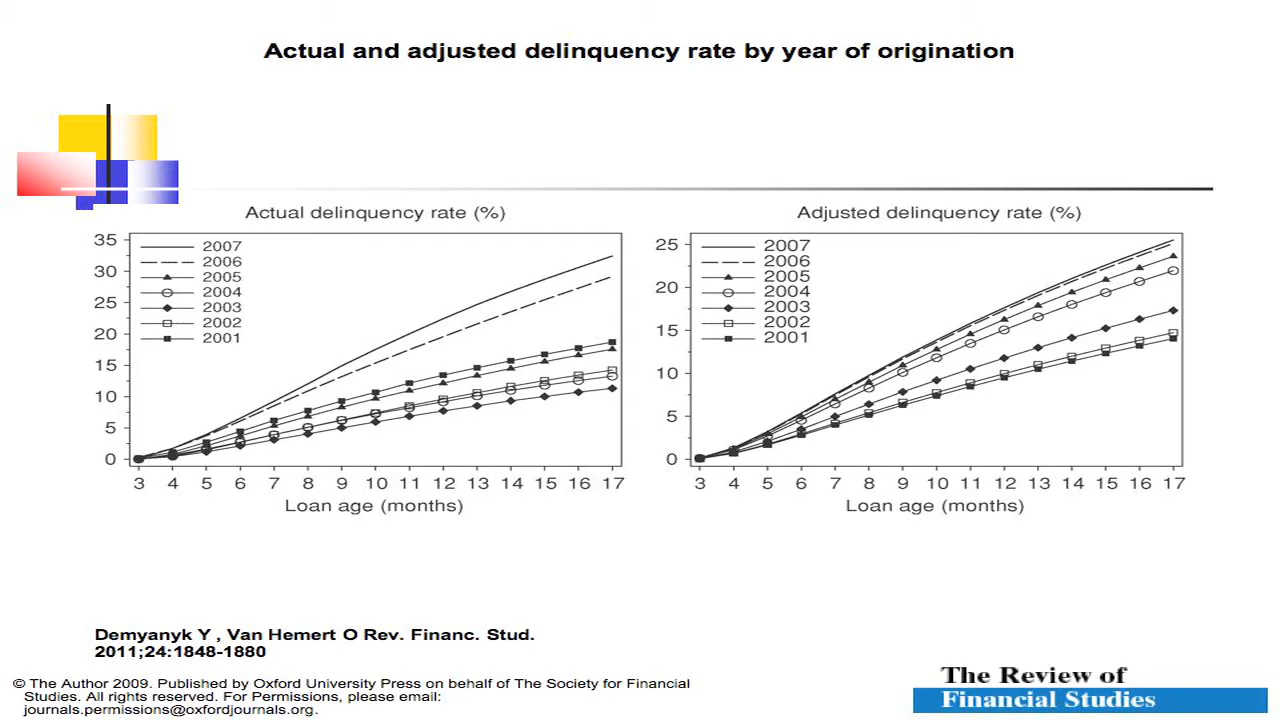 Actual and adjusted delinquency rate by year of origination
Actual delinquency rate (%)
35
30
25
20
15
10
5
0
2007
2006
2005
2004
2003
2002
2001
3 4 5 6 7 8 9 10 11 12 13 14 15 16 17
Loan age (months)
Adjusted delinquency rate (%)
25
20
15
10
5
0
2007
2006
2005
2004
2003
2002
2001
3 4 5 6 7 8 9 10 11 12 13 14 15 16 17
Loan age (months)
Demyanyk Y , Van Hemert O Rev. Financ. Stud.
2011;24:1848-1880
© The Author 2009. Published by Oxford University Press on behalf of The Society for Financial
Studies. All rights reserved. For Permissions, please email:
journals.permissions@oxfordjournals.org.
The Review of
Financial Studies